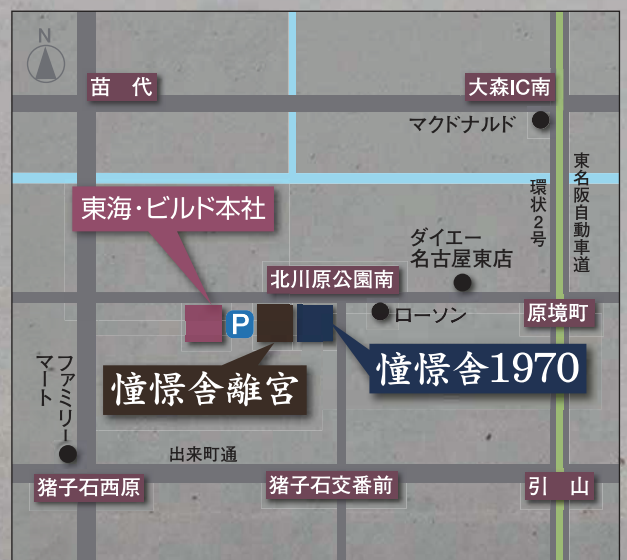 N
苗　代
大森IC南
マクドナルド
東名阪自動車道
環状2号
東海・ビルド本社
ダイエー
名古屋東店
北川原公園南
P
ローソン
原境町
憧憬舎離宮
憧憬舎1970
ファミリー
マート
出来町通
猪子石西原
猪子石交番前
引　山